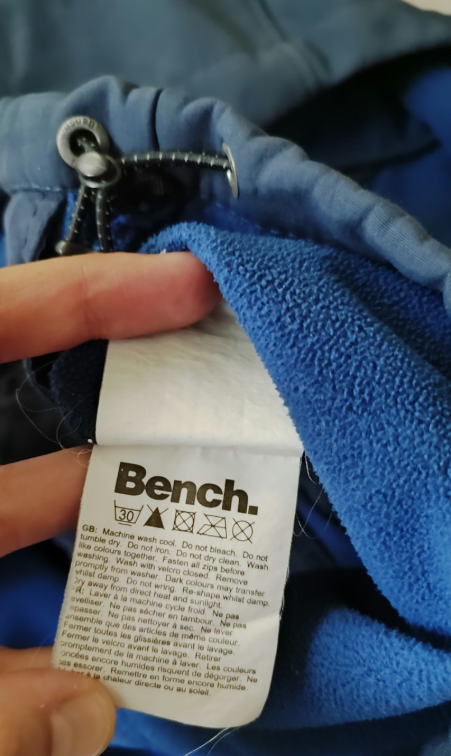 Bench.
30
GB: Machine wash cool. Do not bleach. Do not
tumble dry. Do not iron. Do not dry clean. Wash
like colours together. Fasten all zips before
washing. Wash with velcro closed. Remove
promptly from washer. Dark colours may transfer
whilst damp. Do not wring. Re-shape whilst damp.
Dry away from direct heat and sunlight.
FR: Laver à la machine cycle froid. Ne pas
javelliser. Ne pas sécher en tambour. Ne pas
repasser. Ne pas nettoyer à sec. Ne laver
ensemble que des articles de même couleur.
Fermer toutes les glissières avant le lavage.
Fermer le velcro avant le lavage. Retirer
promptement de la machine à laver. Les couleurs
foncées encore humides risquent de dégorger. Ne
pas essorer. Remettre en forme encore humide.
à la chaleur directe ou au soleil.